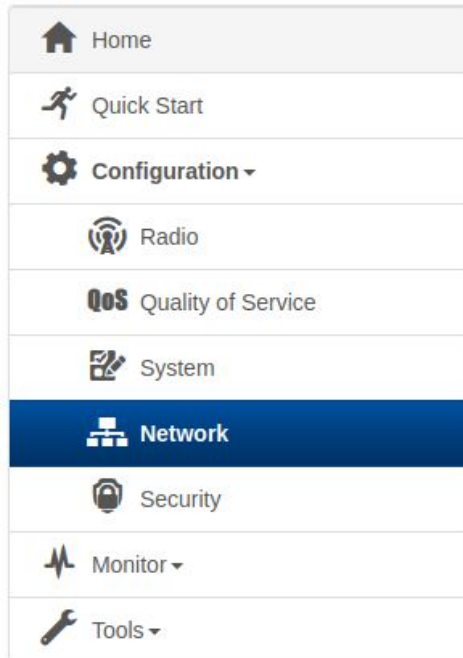 Home
Quick Start
Configuration
Radio
QoS Quality of Service
System
Network
Security
Monitor
Tools